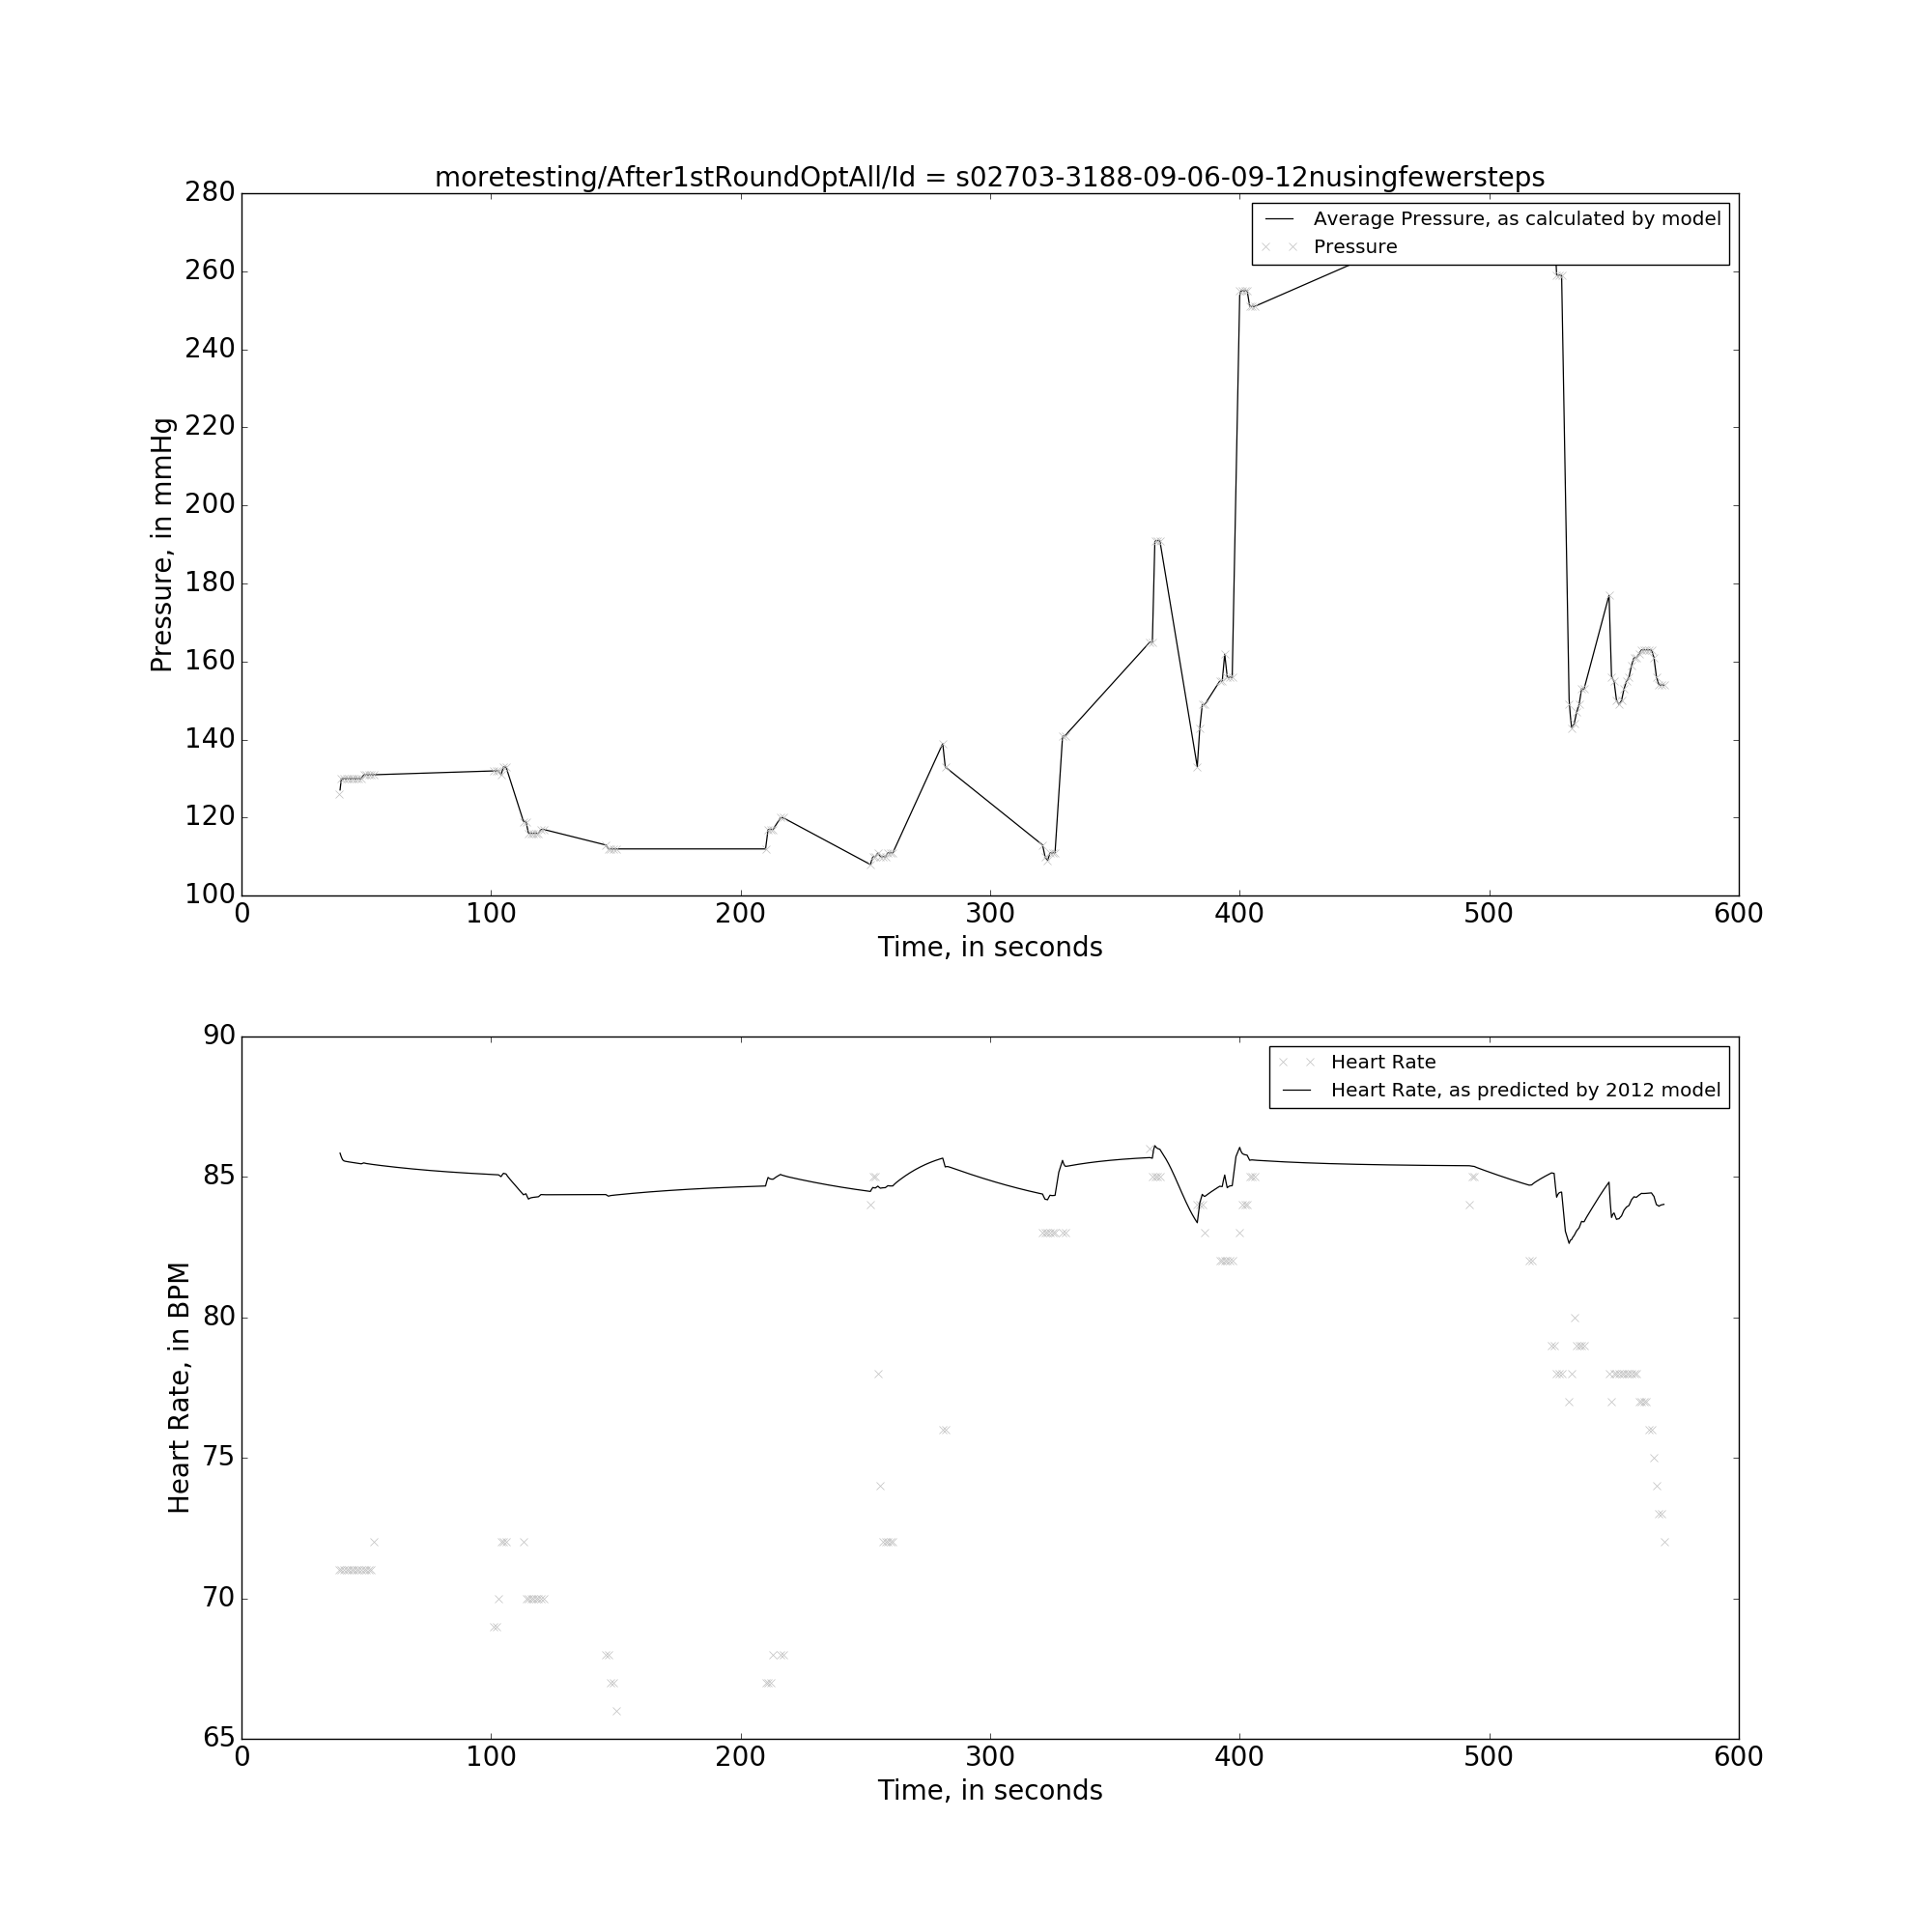 moretesting/After1stRoundOptAll/Id = s02703-3188-09-06-09-12nusingfewersteps
280
260
240
220
200
180
160
140
120
100
Pressure, in mmHg
Average Pressure, as calculated by model
Pressure
0 100 200 300 400 500 600
Time, in seconds
90
85
80
75
70
65
Heart Rate, in BPM
Heart Rate
Heart Rate, as predicted by 2012 model
0 100 200 300 400 500 600
Time, in seconds